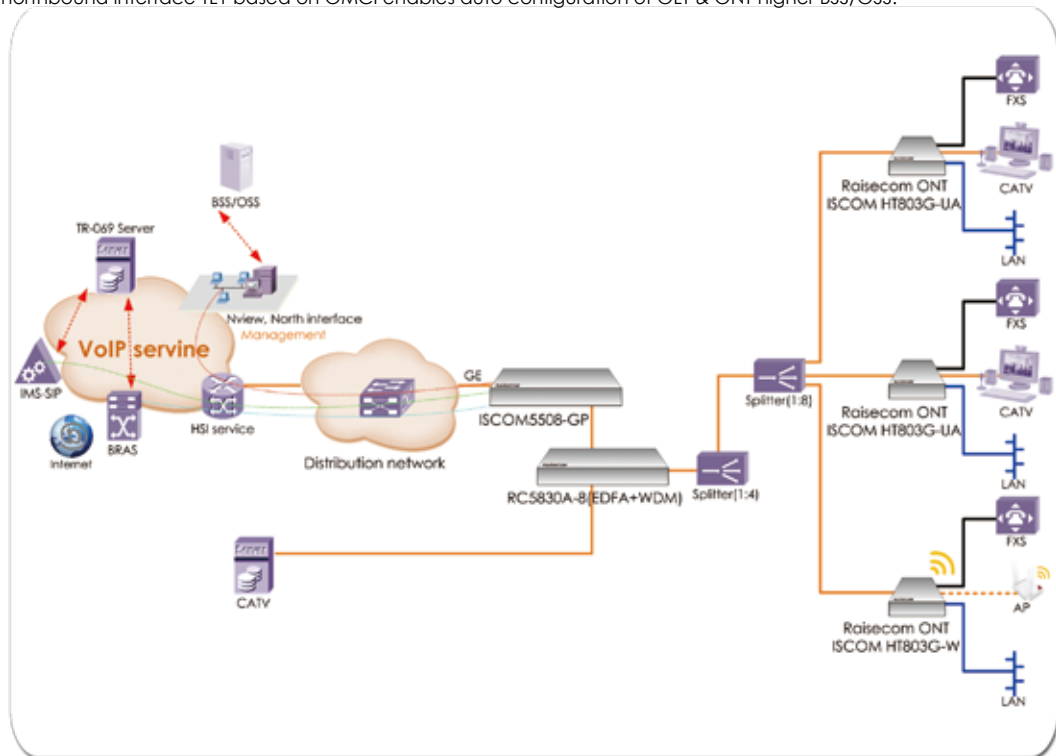 northbound interface TL1 based on OMCI enables auto configuration of OLT & ONT higher BSS/OSS.
BSS/OSS
TR-069 Server
Server
Nview, North interface
Management
VoIP servine
IMS-SIP
Internet
BRAS
HSI service
Distribution network
GE
ISCOM5508-GP
RC5830A-8(EDFA+WDM)
Splitter(1:4)
Splitter(1:8)
Server
CATV
FXS
Raisecom ONT
ISCOM HT803G-UA
CATV
LAN
FXS
Raisecom ONT
ISCOM HT803G-UA
CATV
LAN
FXS
Raisecom ONT
ISCOM HT803G-W
AP
LAN